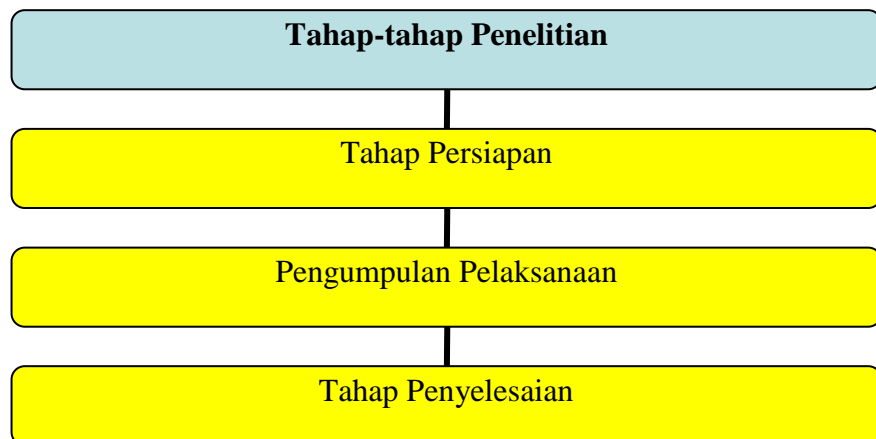 Tahap-tahap Penelitian
Tahap Persiapan
Pengumpulan Pelaksanaan
Tahap Penyelesaian